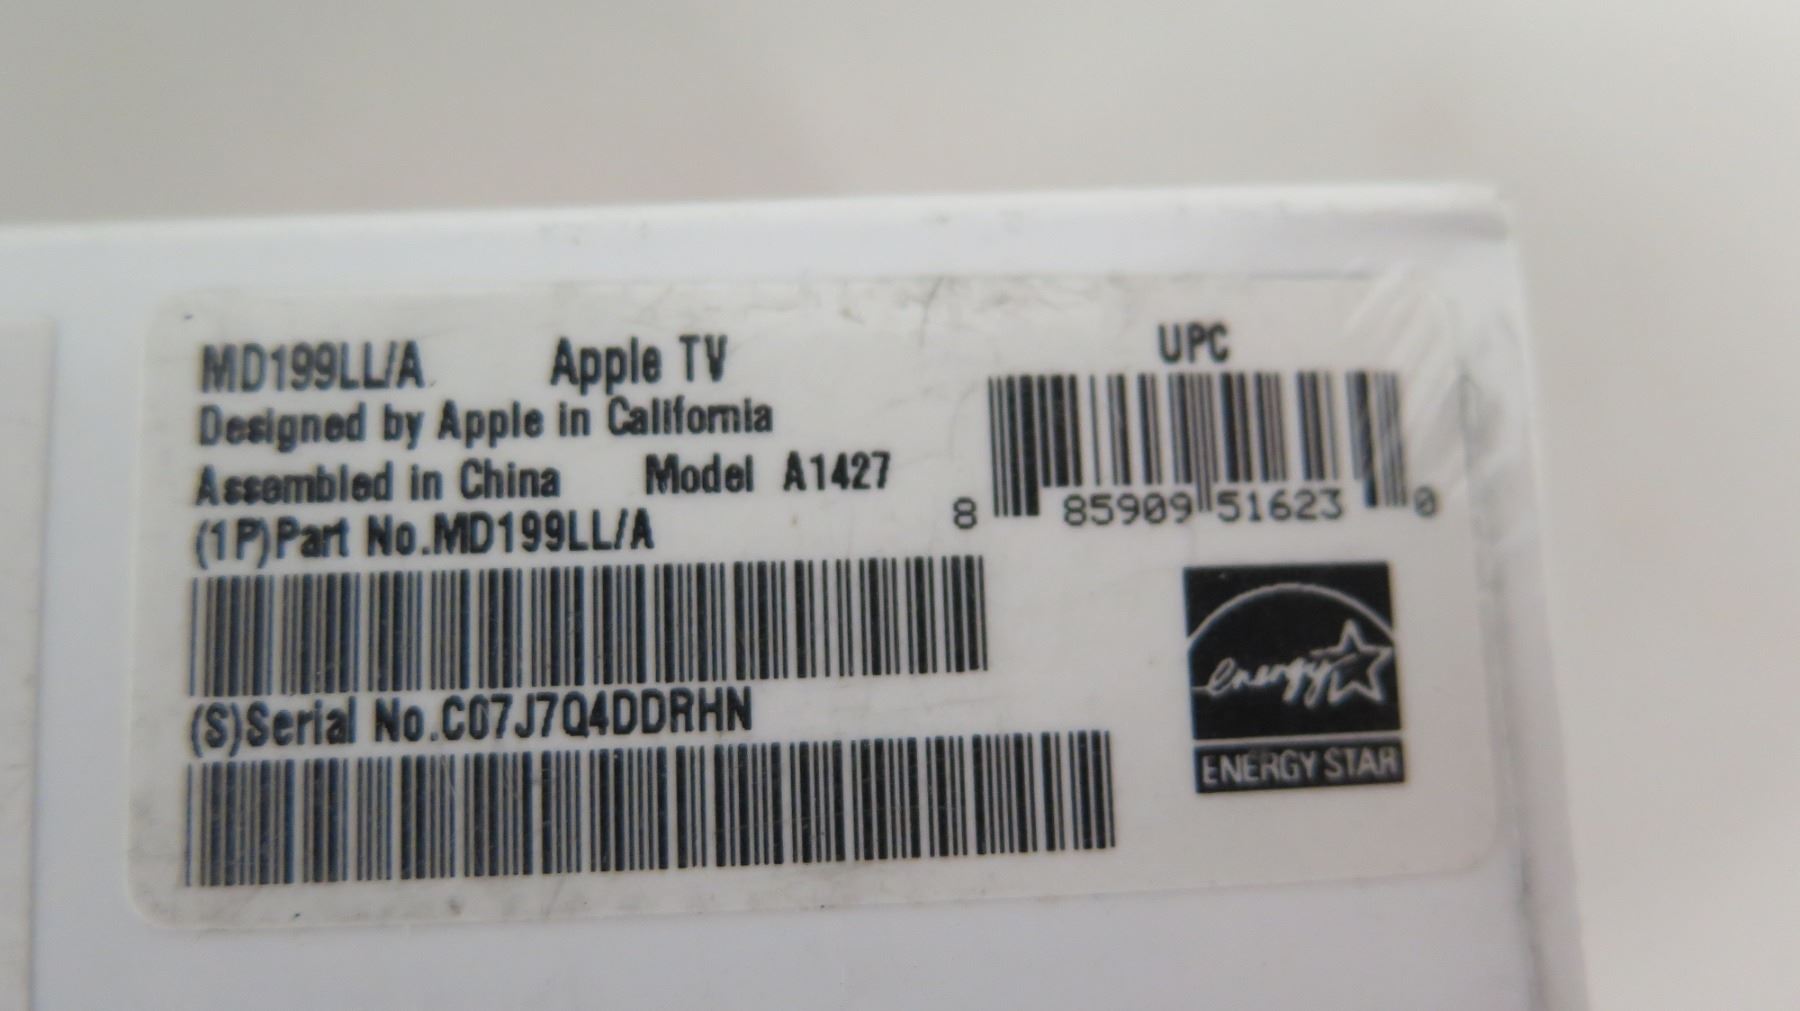 MD199LL/A Apple TV
Designed by Apple in California
Assembled in China Model A1427
(1P)Part No.MD199LL/A
(S)Serial No.C07J7Q4DDRHN
UPC
8 85909 51623 0
energy
ENERGY STAR